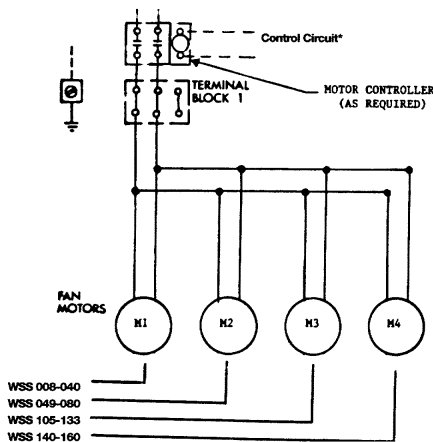 Control Circuit*
TERMINAL
BLOCK 1
MOTOR CONTROLLER
(AS REQUIRED)
FAN
MOTORS
M1 M2 M3 M4
WSS 008-040
WSS 049-080
WSS 105-133
WSS 140-160